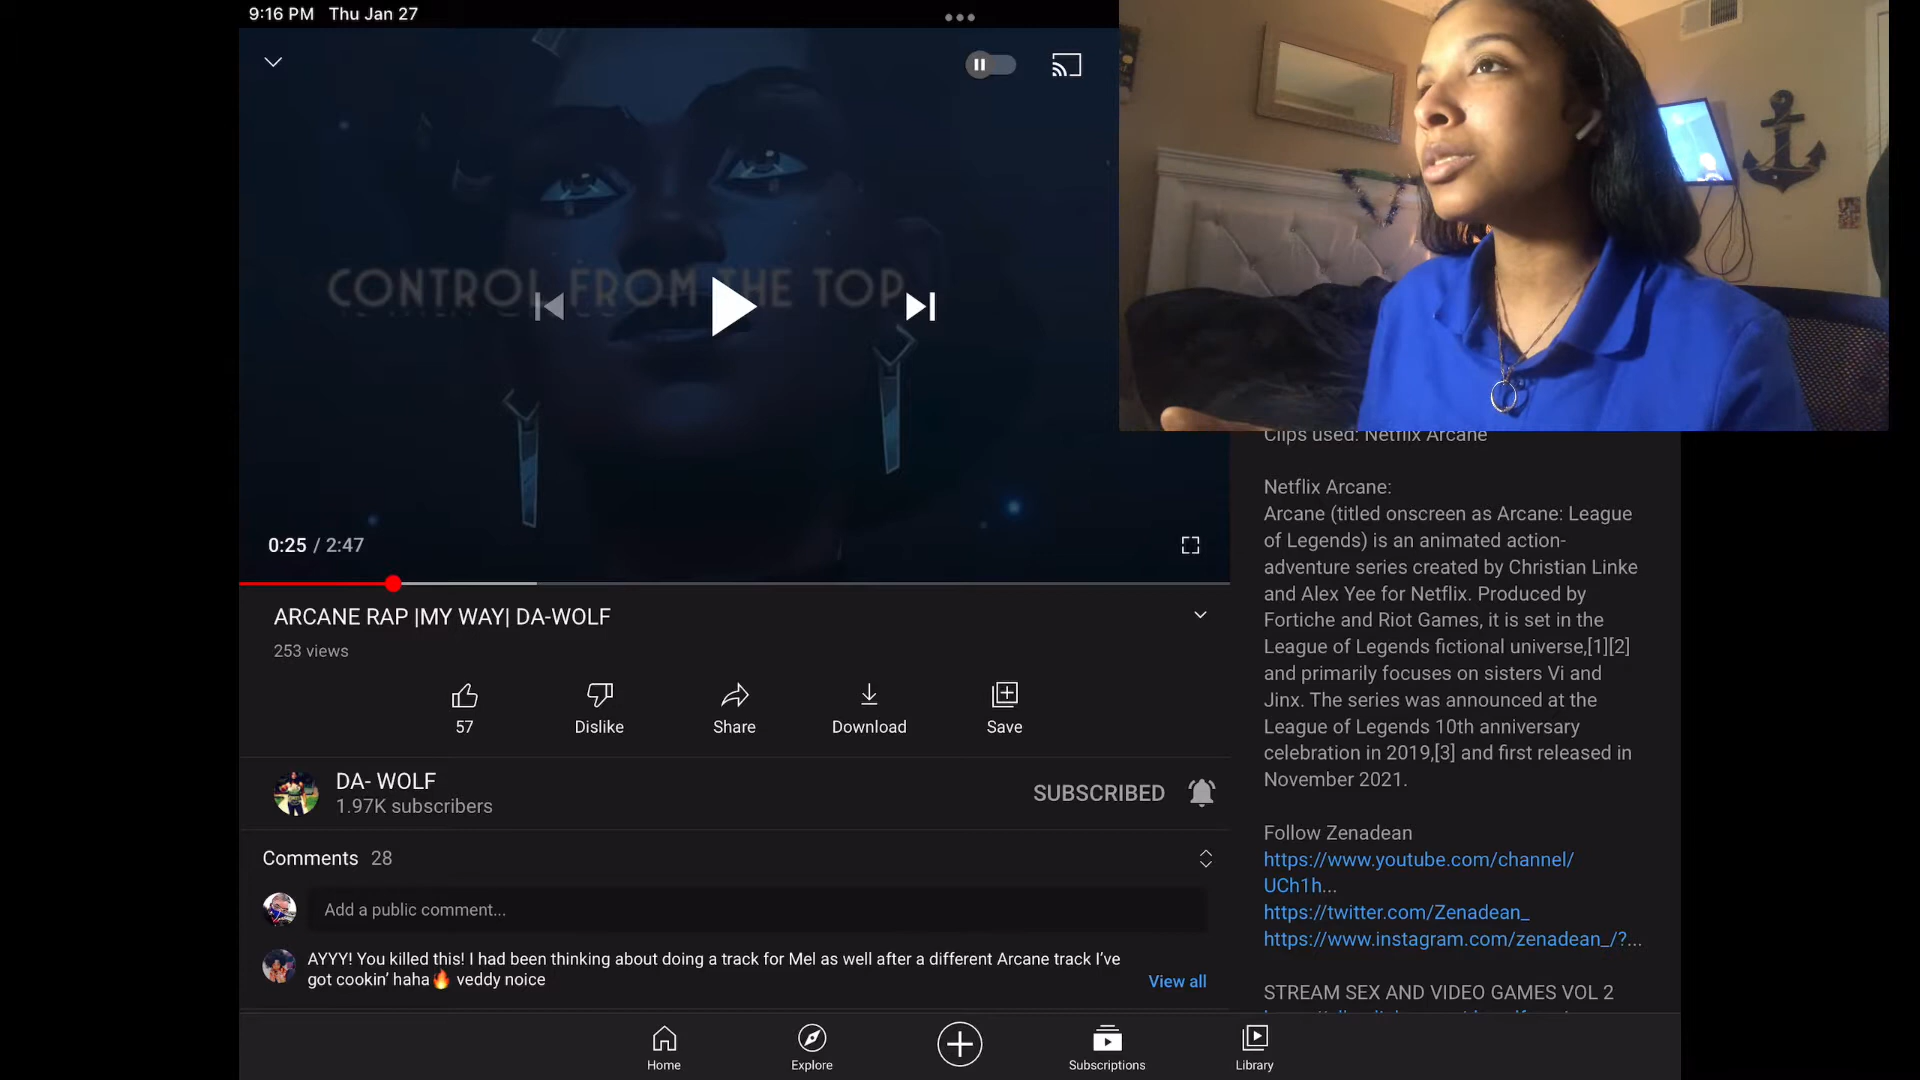 9:16 PM Thu Jan 27
CONTROL FROM THE TOP
0:25 / 2:47
ARCANE RAP |MY WAY| DA-WOLF
253 views
57
Dislike
Share
Download
Save
DA- WOLF
1.97K subscribers
SUBSCRIBED
Comments 28
Add a public comment...
AYYY! You killed this! I had been thinking about doing a track for Mel as well after a different Arcane track I've
got cookin' haha🔥 veddy noice
View all
Clips used: Netflix Arcane
Netflix Arcane:
Arcane (titled onscreen as Arcane: League
of Legends) is an animated action-
adventure series created by Christian Linke
and Alex Yee for Netflix. Produced by
Fortiche and Riot Games, it is set in the
League of Legends fictional universe,[1][2]
and primarily focuses on sisters Vi and
Jinx. The series was announced at the
League of Legends 10th anniversary
celebration in 2019,[3] and first released in
November 2021.
Follow Zenadean
https://www.youtube.com/channel/
UCh1h...
https://twitter.com/Zenadean_
https://www.instagram.com/zenadean_/?...
STREAM SEX AND VIDEO GAMES VOL 2
Home
Explore
Subscriptions
Library